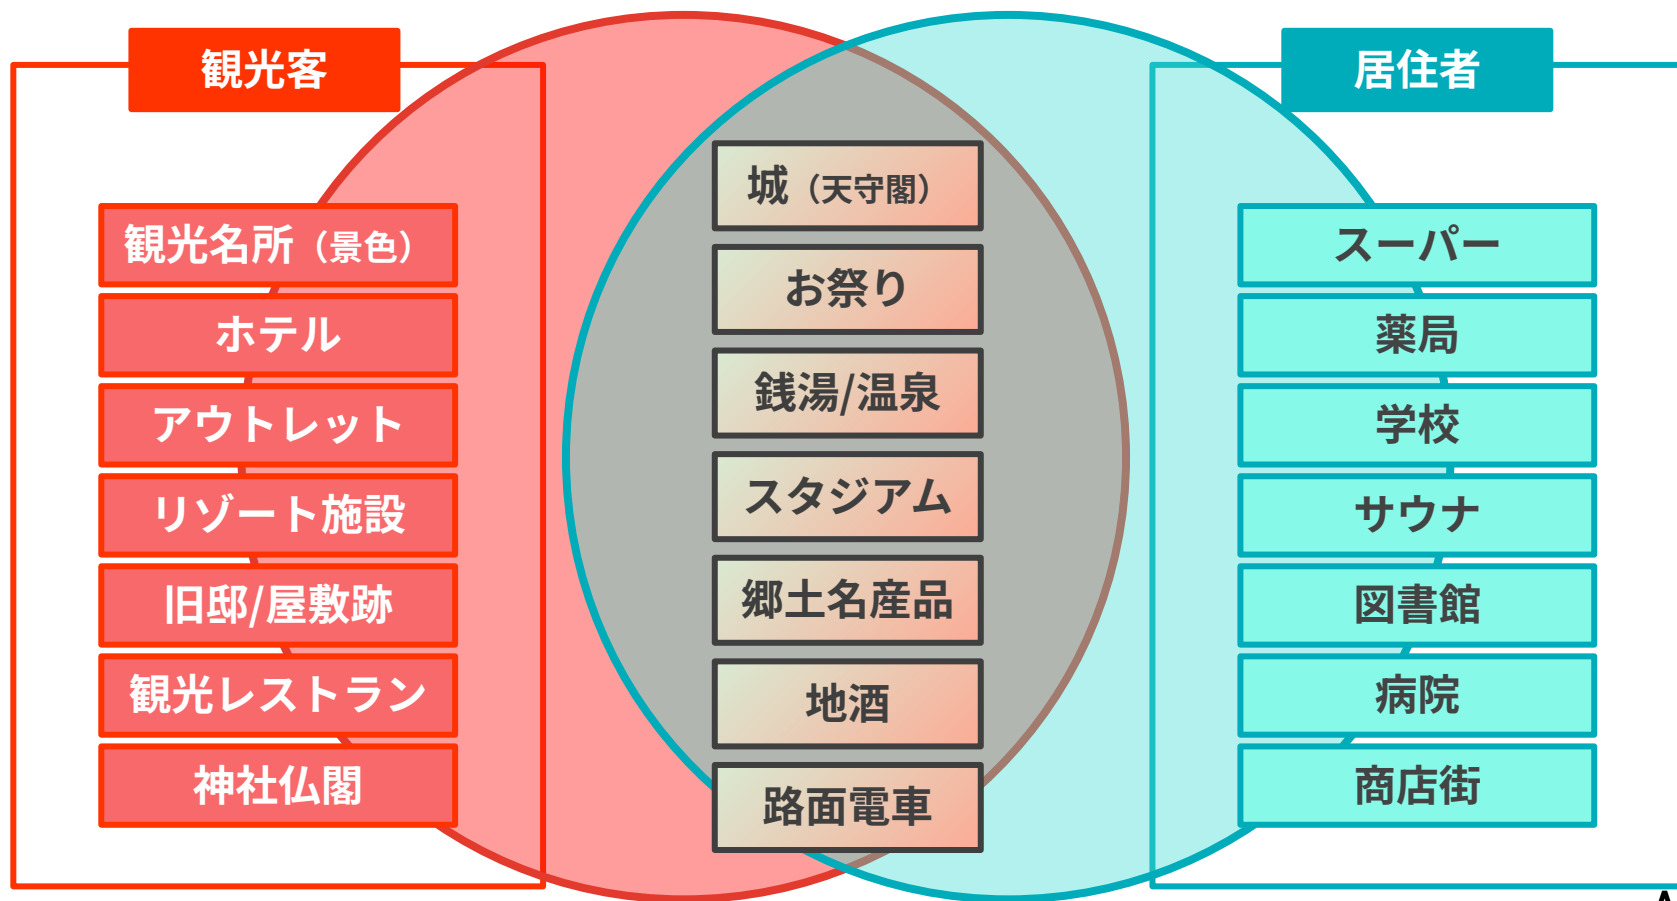 観光客
観光名所（景色）
ホテル
アウトレット
リゾート施設
旧邸/屋敷跡
観光レストラン
神社仏閣
城（天守閣）
お祭り
銭湯/温泉
スタジアム
郷土名産品
地酒
路面電車
居住者
スーパー
薬局
学校
サウナ
図書館
病院
商店街